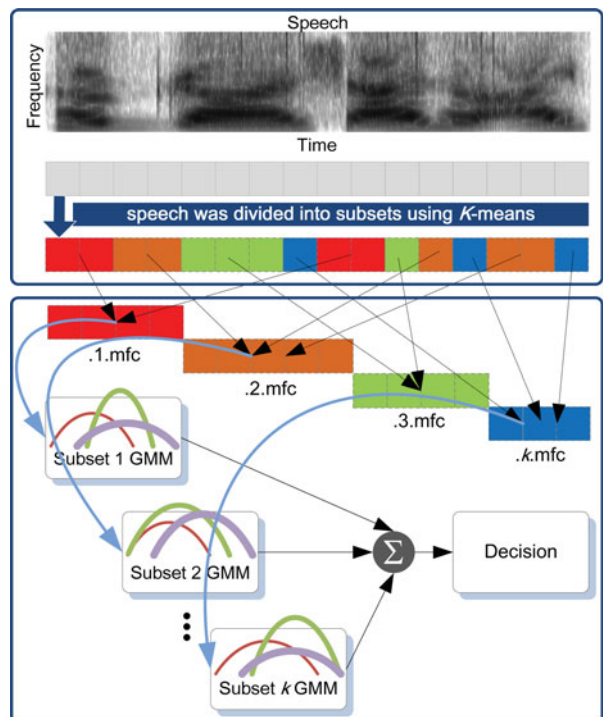 Speech
Frequency
Time
speech was divided into subsets using K-means
.1.mfc
.2.mfc
.3.mfc
.k.mfc
Subset 1 GMM
Subset 2 GMM
Σ
Decision
Subset k GMM